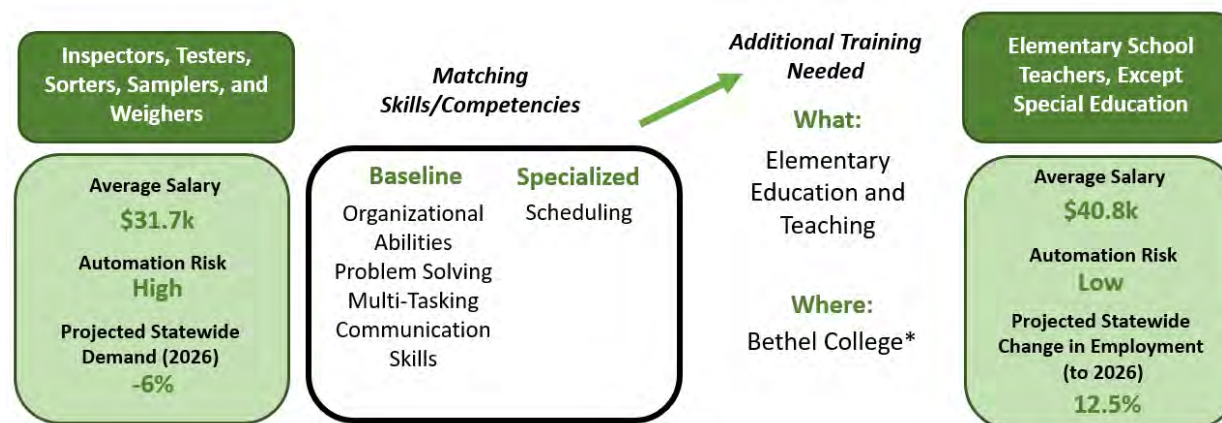 Inspectors, Testers,
Sorters, Samplers, and
Weighers
Average Salary
$31.7k
Automation Risk
High
Projected Statewide
Demand (2026)
-6%
Matching
Skills/Competencies
Baseline
Organizational
Abilities
Problem Solving
Multi-Tasking
Communication
Skills
Specialized
Scheduling
Additional Training
Needed
What:
Elementary
Education and
Teaching
Where:
Bethel College*
Elementary School
Teachers, Except
Special Education
Average Salary
$40.8k
Automation Risk
Low
Projected Statewide
Change in Employment
(to 2026)
12.5%